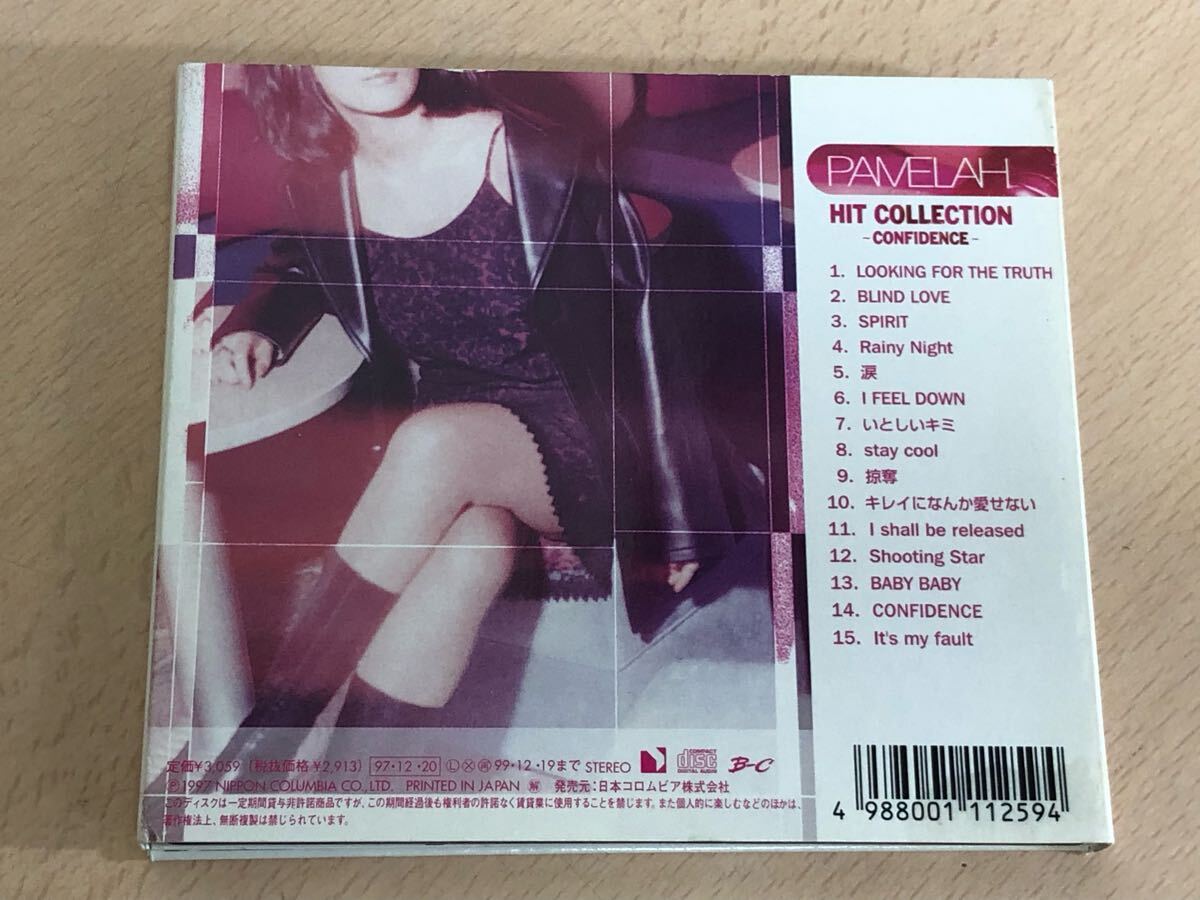 PAMELAH
HIT COLLECTION
~CONFIDENCE~
1. LOOKING FOR THE TRUTH
2. BLIND LOVE
3. SPIRIT
4. Rainy Night
5. 涙
6. I FEEL DOWN
7. いとしいキミ
8. stay cool
9. 掠奪
10. キレイになんか愛せない
11. I shall be released
12. Shooting Star
13. BABY BABY
14. CONFIDENCE
15. It's my fault
定価¥3,059 (税抜価格 ¥2,913) 97・12・20 Ⓛ Ⓧ 99・12・19まで STEREO COMPACT disc DIGITAL AUDIO B-C
Ⓟ©1997 NIPPON COLUMBIA CO., LTD. PRINTED IN JAPAN 発売元:日本コロムビア株式会社
このディスクは一定期間貸与非許諾商品ですが、この期間経過後も権利者の許諾なく賃貸業に使用することを禁じます。また個人的に楽しむなどのほかは、
著作権法上、無断複製は禁じられています。
4 988001 112594